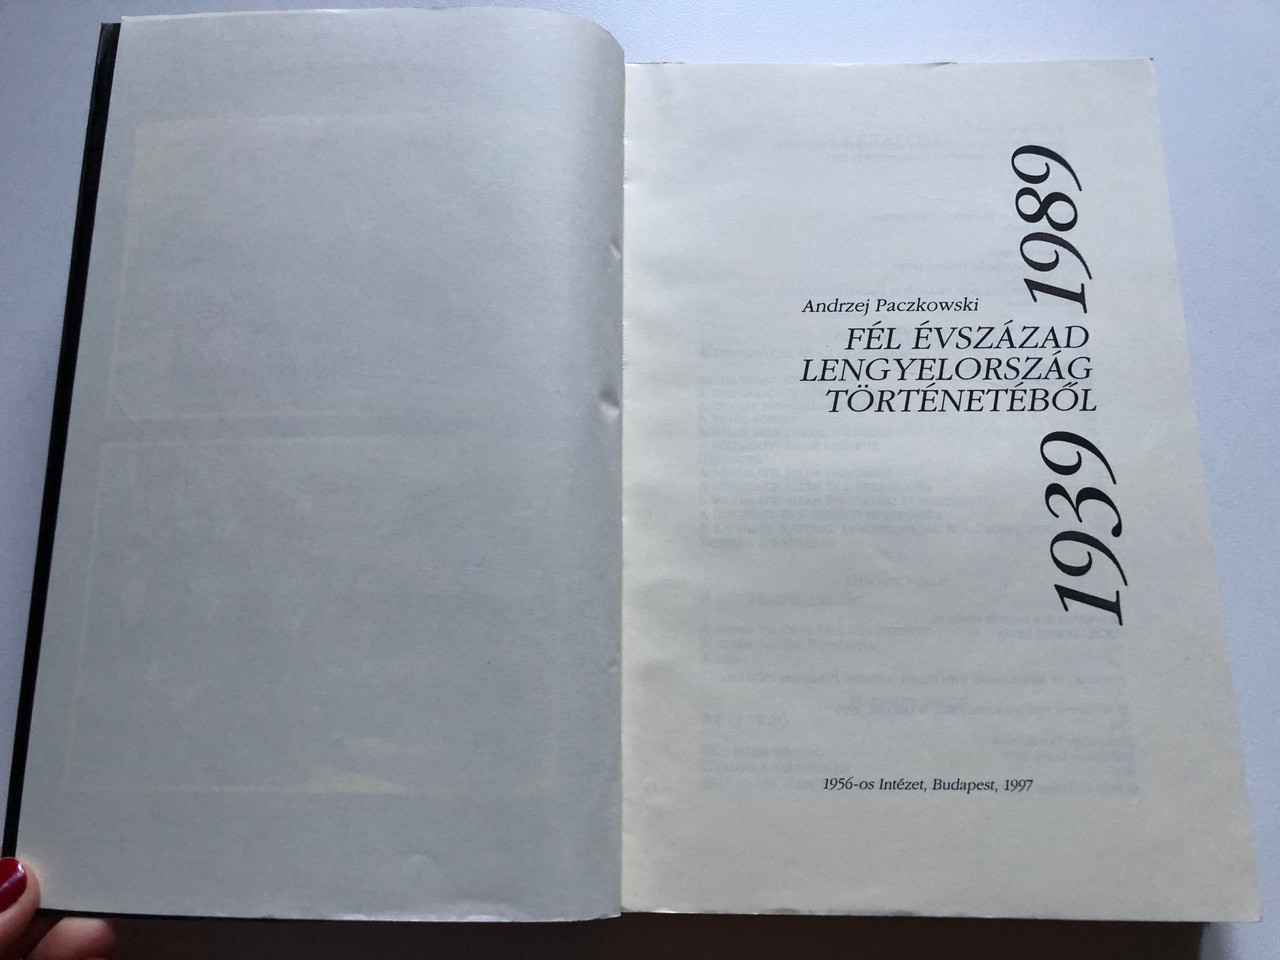 Andrzej Paczkowski
FÉL ÉVSZÁZAD
LENGYELORSZÁG
TÖRTÉNETÉBŐL
1939 1989
1956-os Intézet, Budapest, 1997